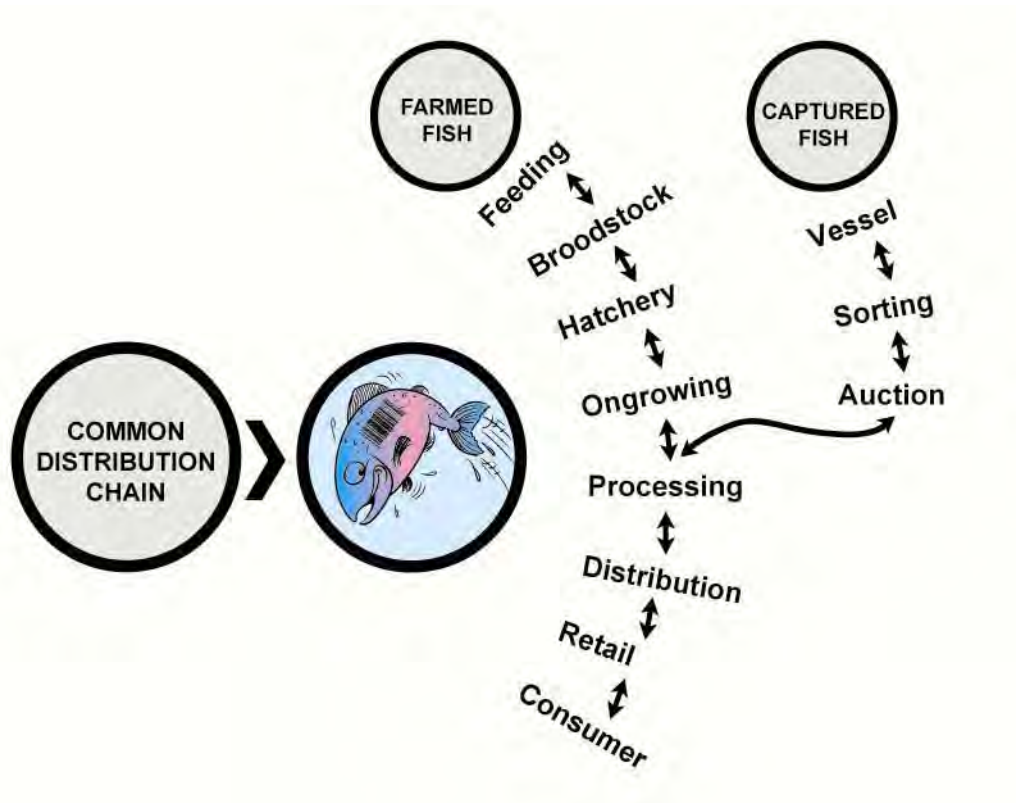 FARMED
FISH
CAPTURED
FISH
Feeding
Broodstock
Hatchery
Ongrowing
Vessel
Sorting
Auction
COMMON
DISTRIBUTION
CHAIN
Processing
Distribution
Retail
Consumer